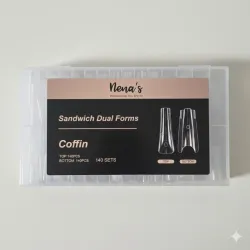 Nena's
Sandwich Dual Forms
Coffin
TOP 140PCS
BOTTOM 140PCS
140 SETS